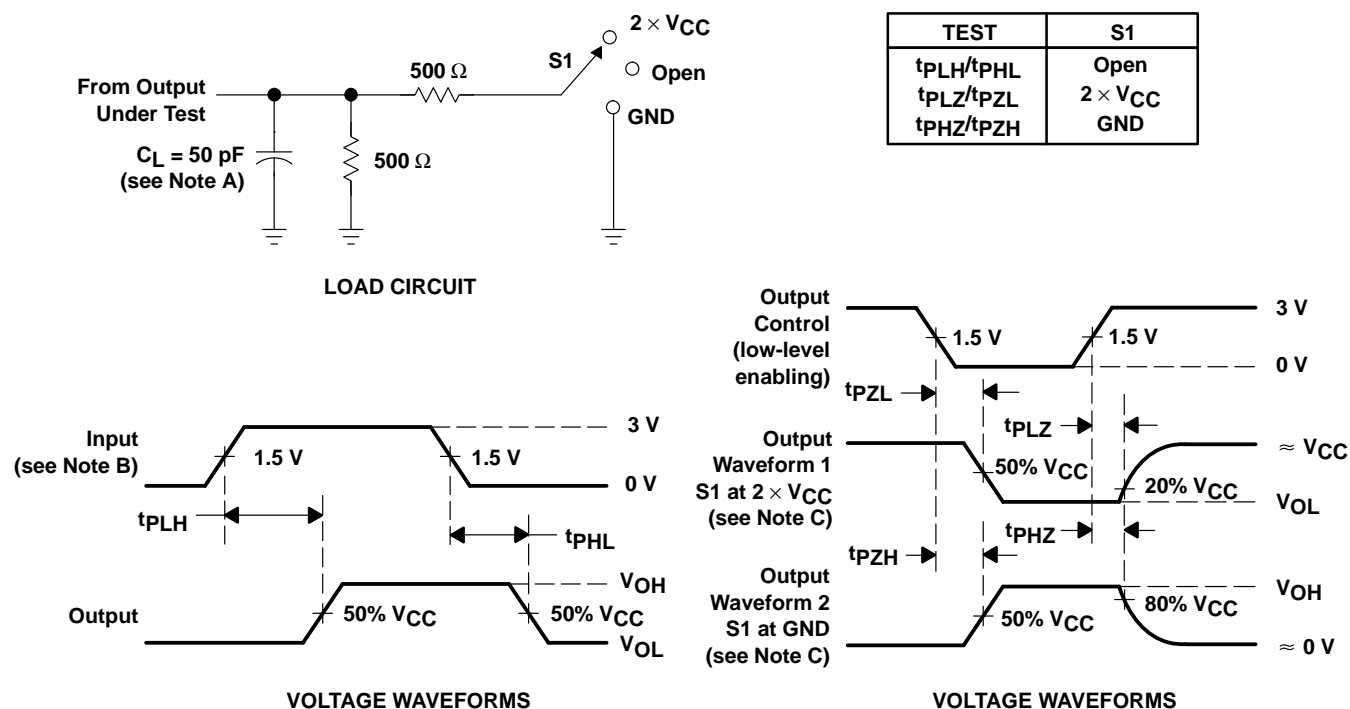 2 × VCC
S1
500 Ω
Open
From Output
Under Test
GND
CL = 50 pF
(see Note A)
500 Ω
LOAD CIRCUIT
TEST S1
tPLH/tPHL Open
tPLZ/tPZL 2 × VCC
tPHZ/tPZH GND
Input
(see Note B)
1.5 V
1.5 V
3 V
0 V
tPLH
tPHL
Output
50% VCC
50% VCC
VOH
VOL
VOLTAGE WAVEFORMS
Output
Control
(low-level
enabling)
1.5 V
1.5 V
3 V
0 V
tPZL
tPLZ
Output
Waveform 1
S1 at 2 × VCC
(see Note C)
50% VCC
20% VCC
≈ VCC
VOL
tPZH
tPHZ
Output
Waveform 2
S1 at GND
(see Note C)
50% VCC
80% VCC
VOH
≈ 0 V
VOLTAGE WAVEFORMS